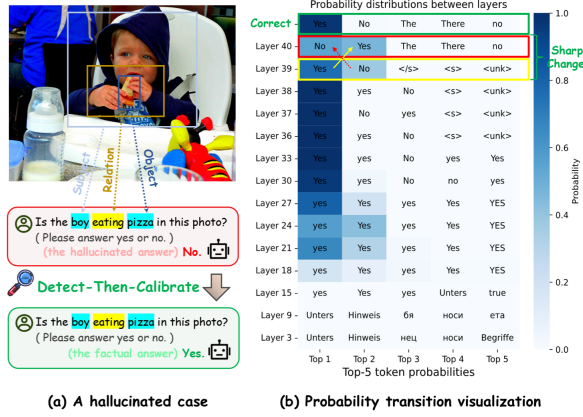 Subject
Relation
Object
Is the boy eating pizza in this photo?
( Please answer yes or no. )
(the hallucinated answer) No.
Detect-Then-Calibrate
Is the boy eating pizza in this photo?
( Please answer yes or no. )
(the factual answer) Yes.
(a) A hallucinated case
Probability distributions between layers
Correct Yes No The There no
Layer 40 No Yes The There no
Layer 39 Yes No </s> <s> <unk>
Layer 38 Yes yes No <s> <unk>
Layer 37 Yes No yes <s> <unk>
Layer 36 Yes yes No <s> <unk>
Layer 33 Yes yes No yes YES
Layer 30 Yes yes No no yes
Layer 27 yes Yes yes yes YES
Layer 24 yes Yes yes yes YES
Layer 21 yes Yes yes yes YES
Layer 18 yes Yes yes yes YES
Layer 15 yes yes Yes Unters true
Layer 9 Unters Hinweis бя носи ета
Layer 3 Unters Hinweis нец носи Begriffe
Top 1 Top 2 Top 3 Top 4 Top 5
Top-5 token probabilities
Sharp
Change
1.0
0.8
0.6
0.4
0.2
0.0
Probability
(b) Probability transition visualization